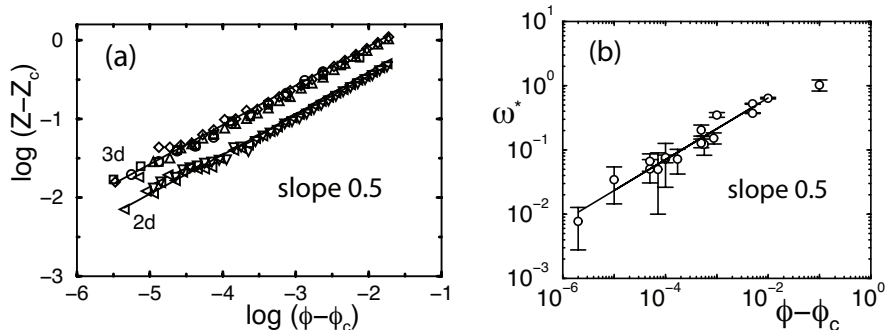 (a)
log (Z−Z_c)
0
−1
−2
−3
3d
2d
slope 0.5
−6 −5 −4 −3 −2 −1
log (ϕ−ϕ_c)
(b)
ω*
10^2
10^1
10^0
10^−1
10^−2
10^−3
slope 0.5
10^−6 10^−4 10^−2 10^0
ϕ−ϕ_c